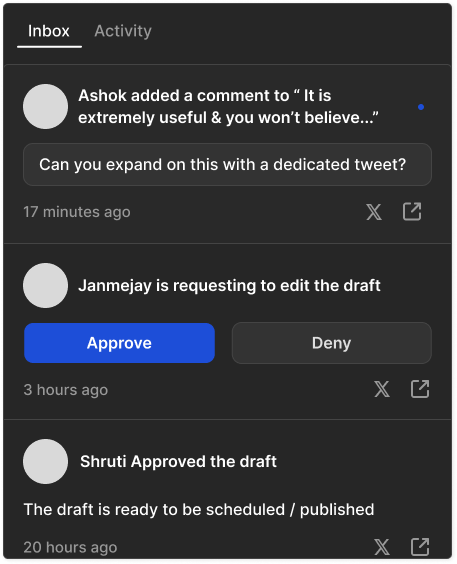 Inbox Activity
Ashok added a comment to “ It is
extremely useful & you won’t believe...”
Can you expand on this with a dedicated tweet?
17 minutes ago
Janmejay is requesting to edit the draft
Approve Deny
3 hours ago
Shruti Approved the draft
The draft is ready to be scheduled / published
20 hours ago